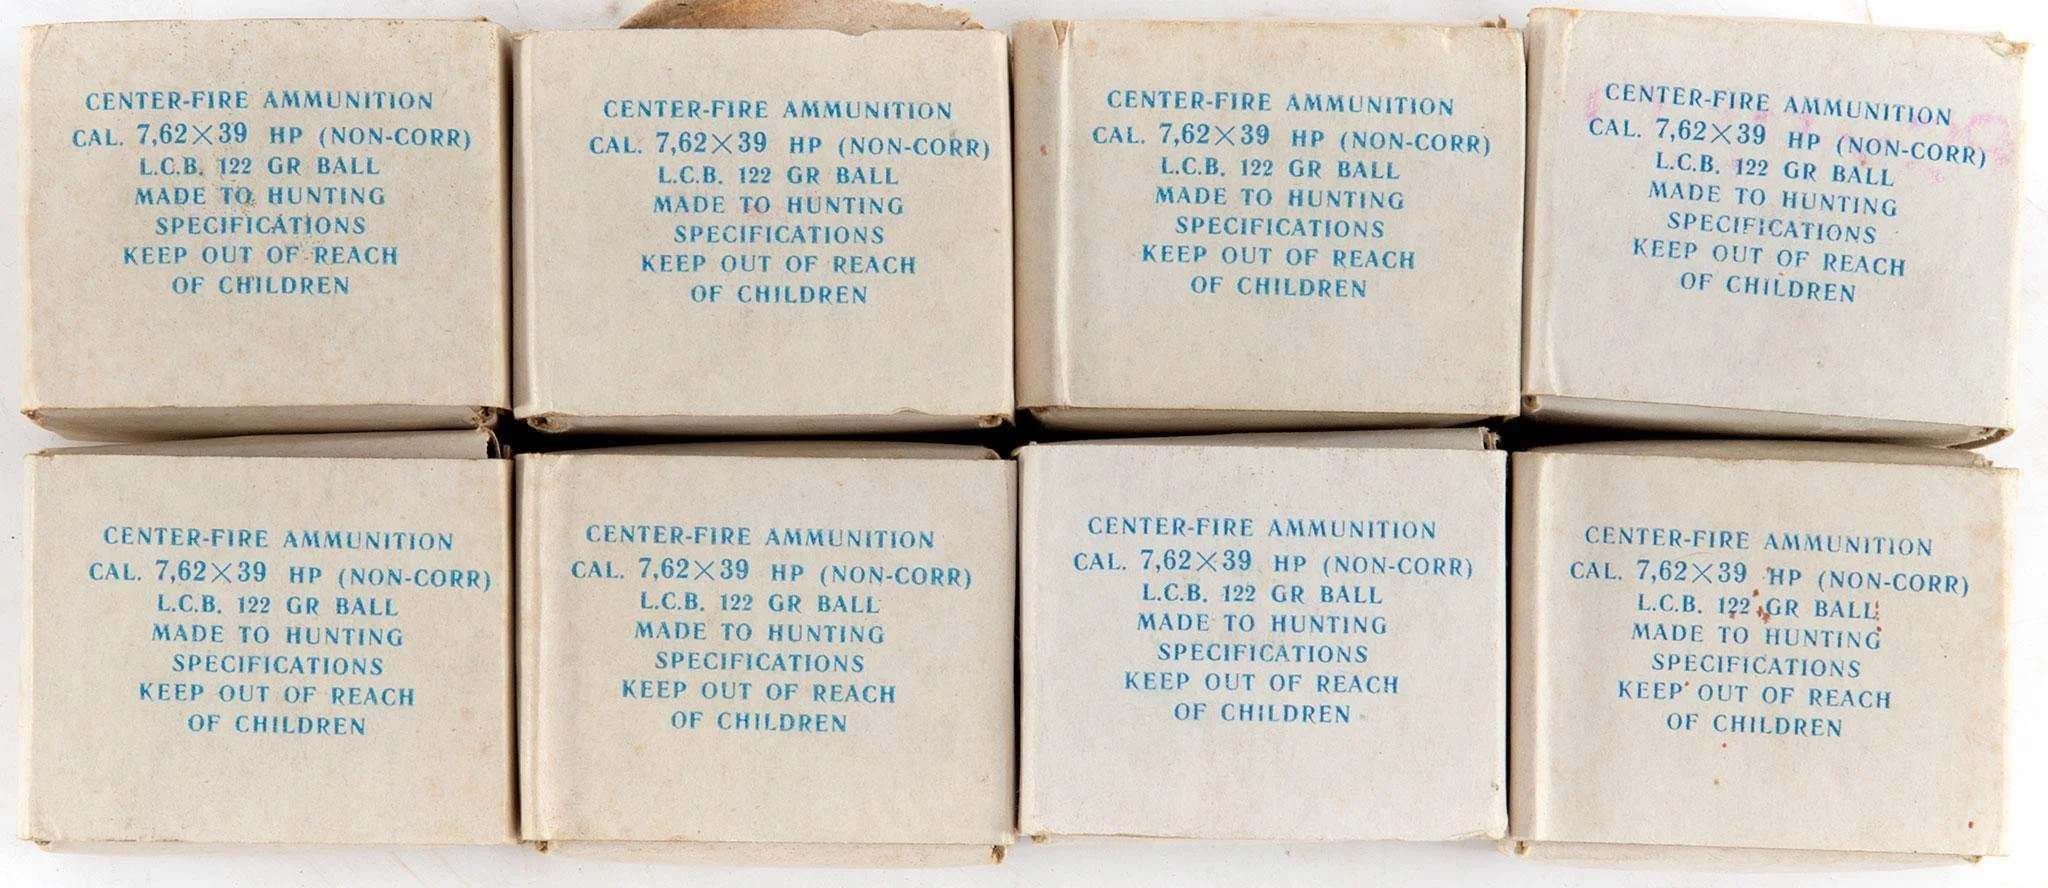 CENTER-FIRE AMMUNITION
CAL. 7,62×39 HP (NON-CORR)
L.C.B. 122 GR BALL
MADE TO HUNTING
SPECIFICATIONS
KEEP OUT OF REACH
OF CHILDREN
CENTER-FIRE AMMUNITION
CAL. 7,62×39 HP (NON-CORR)
L.C.B. 122 GR BALL
MADE TO HUNTING
SPECIFICATIONS
KEEP OUT OF REACH
OF CHILDREN
CENTER-FIRE AMMUNITION
CAL. 7,62×39 HP (NON-CORR)
L.C.B. 122 GR BALL
MADE TO HUNTING
SPECIFICATIONS
KEEP OUT OF REACH
OF CHILDREN
CENTER-FIRE AMMUNITION
CAL. 7,62×39 HP (NON-CORR)
L.C.B. 122 GR BALL
MADE TO HUNTING
SPECIFICATIONS
KEEP OUT OF REACH
OF CHILDREN
CENTER-FIRE AMMUNITION
CAL. 7,62×39 HP (NON-CORR)
L.C.B. 122 GR BALL
MADE TO HUNTING
SPECIFICATIONS
KEEP OUT OF REACH
OF CHILDREN
CENTER-FIRE AMMUNITION
CAL. 7,62×39 HP (NON-CORR)
L.C.B. 122 GR BALL
MADE TO HUNTING
SPECIFICATIONS
KEEP OUT OF REACH
OF CHILDREN
CENTER-FIRE AMMUNITION
CAL. 7,62×39 HP (NON-CORR)
L.C.B. 122 GR BALL
MADE TO HUNTING
SPECIFICATIONS
KEEP OUT OF REACH
OF CHILDREN
CENTER-FIRE AMMUNITION
CAL. 7,62×39 HP (NON-CORR)
L.C.B. 122 GR BALL
MADE TO HUNTING
SPECIFICATIONS
KEEP OUT OF REACH
OF CHILDREN